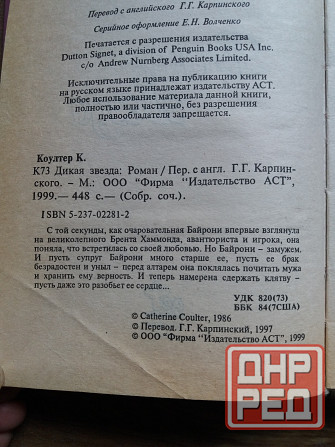 Перевод с английского Г.Г. Карпинского
Серийное оформление Е.Н. Волченко
Печатается с разрешения издательства
Dutton Signet, a division of Penguin Books USA Inc.
c/o Andrew Nurnberg Associates Limited.
Исключительные права на публикацию книги
на русском языке принадлежат издательству АСТ.
Любое использование материала данной книги,
полностью или частично, без разрешения
правообладателя запрещается.
Коултер К.
К73 Дикая звезда: Роман / Пер. с англ. Г.Г. Карпин-
ского. – М.: ООО "Фирма "Издательство АСТ",
1999.— 448 с.— (Собр. соч.).
ISBN 5-237-02281-2
С той секунды, как очаровательная Байрони впервые взглянула
на великолепного Брента Хаммонда, авантюриста и игрока, она
поняла, что встретилась со своею любовью. Но Байрони – замужем.
И пусть супруг Байрони много старше ее, пусть ее брак
безрадостен и уныл – перед алтарем она поклялась почитать мужа
и хранить ему верность. И теперь намерена сдержать клятву –
пусть даже это разобьет ее сердце...
УДК 820(73)
ББК 84(7США)
© Catherine Coulter, 1986
© Перевод. Г.Г. Карпинский, 1997
© ООО "Фирма "Издательство АСТ", 1999
ДНР
РЕД